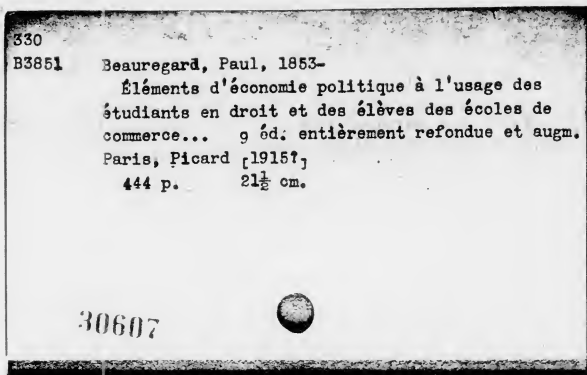 330
B3851 Beauregard, Paul, 1853-
Éléments d'économie politique à l'usage des
étudiants en droit et des élèves des écoles de
commerce... 9 éd. entièrement refondue et augm.
Paris, Picard [1915?]
444 p. 21½ cm.
30607